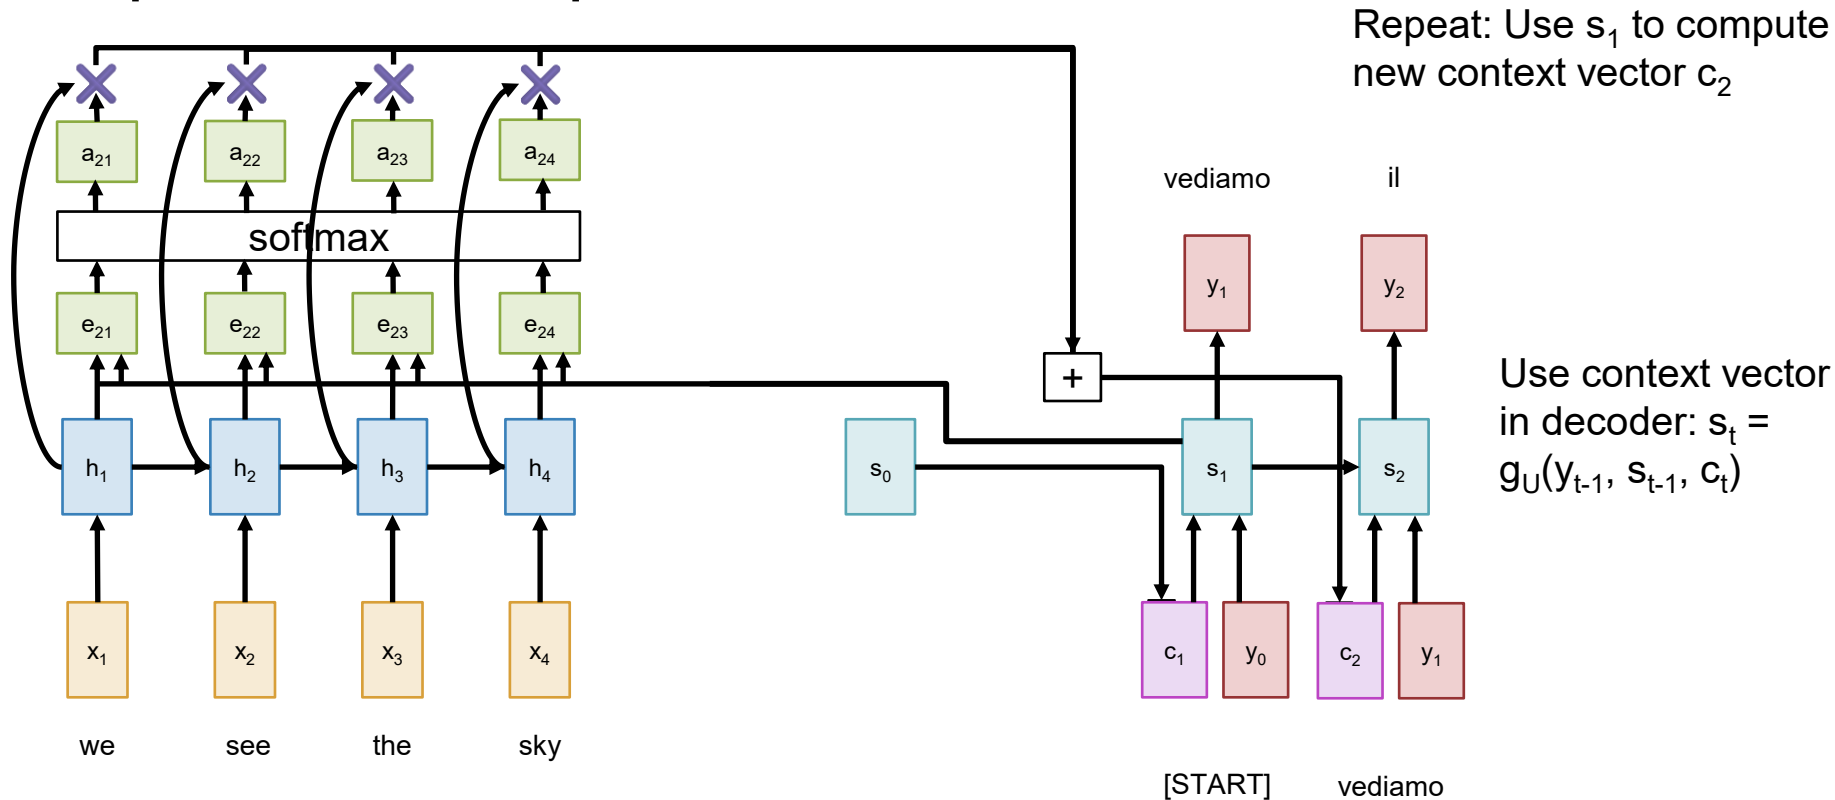 Repeat: Use s1 to compute
new context vector c2
a21 a22 a23 a24
vediamo il
softmax
y1 y2
e21 e22 e23 e24
+
Use context vector
in decoder: st =
gU(yt-1, st-1, ct)
h1 h2 h3 h4 s0 s1 s2
x1 x2 x3 x4 c1 y0 c2 y1
we see the sky
[START] vediamo